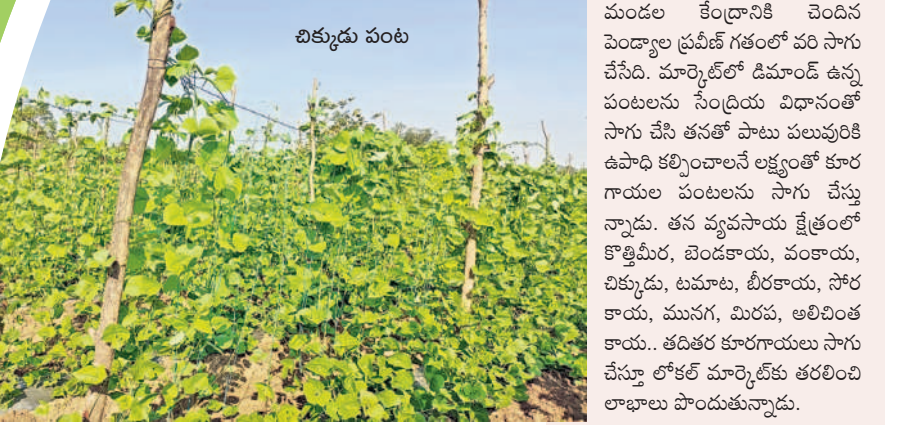 చిక్కుడు పంట
మండల కేంద్రానికి చెందిన
పెండ్యాల ప్రవీణ్ గతంలో వరి సాగు
చేసేది. మార్కెట్‌లో డిమాండ్ ఉన్న
పంటలను సేంద్రియ విధానంతో
సాగు చేసి తనతో పాటు పలువురికి
ఉపాధి కల్పించాలనే లక్ష్యంతో కూర
గాయల పంటలను సాగు చేస్తు
న్నాడు. తన వ్యవసాయ క్షేత్రంలో
కొత్తిమీర, బెండకాయ, వంకాయ,
చిక్కుడు, టమాట, బీరకాయ, సోర
కాయ, మునగ, మిరప, అలిచింత
కాయ.. తదితర కూరగాయలు సాగు
చేస్తూ లోకల్ మార్కెట్‌కు తరలించి
లాభాలు పొందుతున్నాడు.